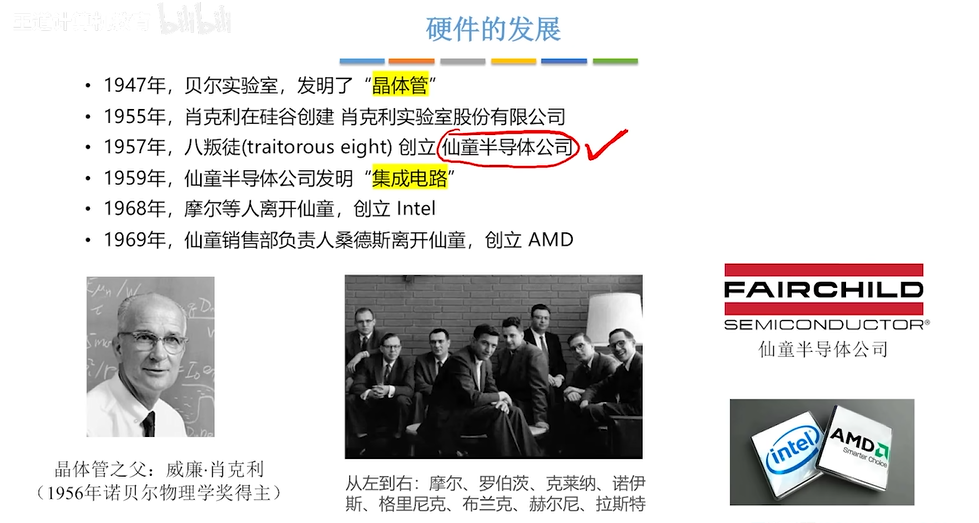 bilibili
硬件的发展
• 1947年，贝尔实验室，发明了“晶体管”
• 1955年，肖克利在硅谷创建 肖克利实验室股份有限公司
• 1957年，八叛徒(traitorous eight) 创立 仙童半导体公司
• 1959年，仙童半导体公司发明“集成电路”
• 1968年，摩尔等人离开仙童，创立 Intel
• 1969年，仙童销售部负责人桑德斯离开仙童，创立 AMD
FAIRCHILD
SEMICONDUCTOR®
仙童半导体公司
intel
AMD
Smarter Choice
晶体管之父：威廉·肖克利
（1956年诺贝尔物理学奖得主）
从左到右：摩尔、罗伯茨、克莱纳、诺伊
斯、格里尼克、布兰克、赫尔尼、拉斯特